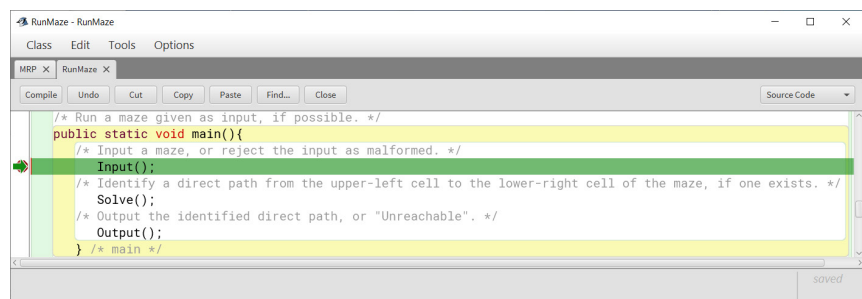 RunMaze - RunMaze
Class Edit Tools Options
MRP RunMaze
Compile Undo Cut Copy Paste Find... Close Source Code
/* Run a maze given as input, if possible. */
public static void main(){
/* Input a maze, or reject the input as malformed. */
Input();
/* Identify a direct path from the upper-left cell to the lower-right cell of the maze, if one exists. */
Solve();
/* Output the identified direct path, or "Unreachable". */
Output();
} /* main */
saved